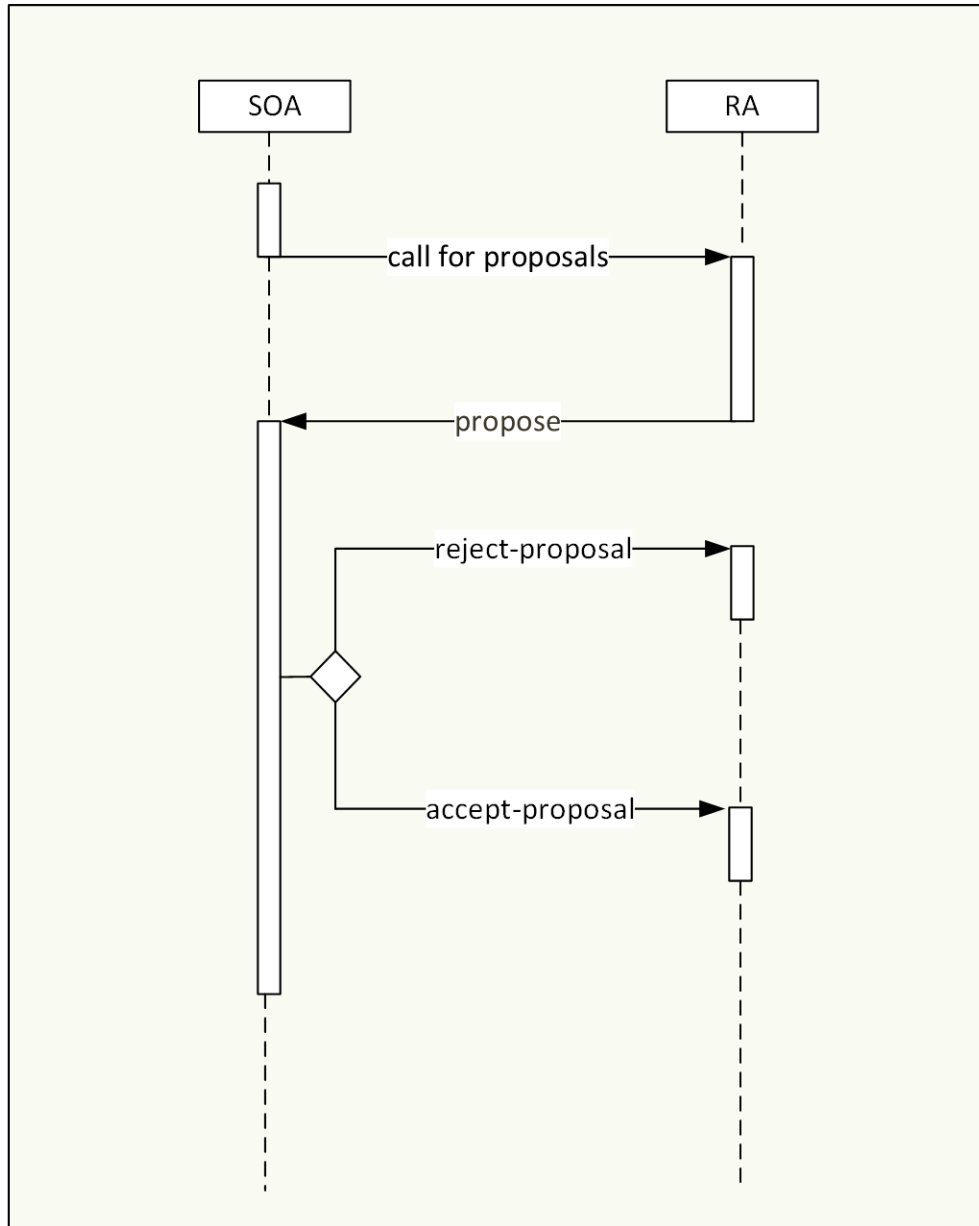 SOA
RA
call for proposals
propose
reject-proposal
accept-proposal